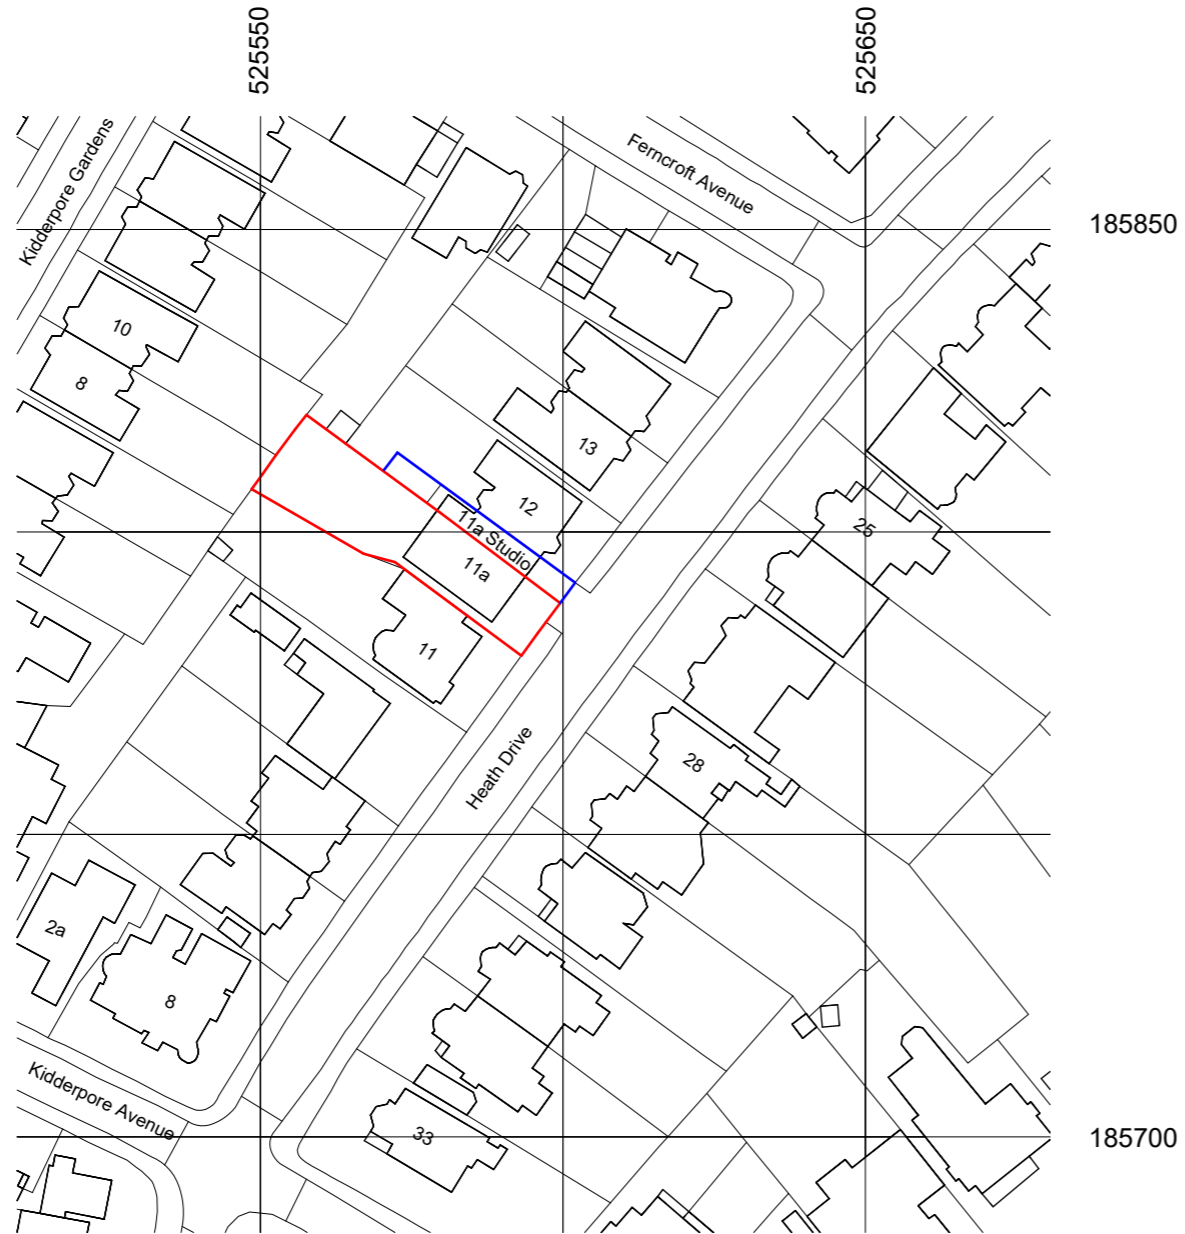 525550
525650
Kidderpore Gardens
Ferncroft Avenue
185850
10
8
13
12
11a Studio
11a
25
11
28
Heath Drive
2a
8
Kidderpore Avenue
33
185700